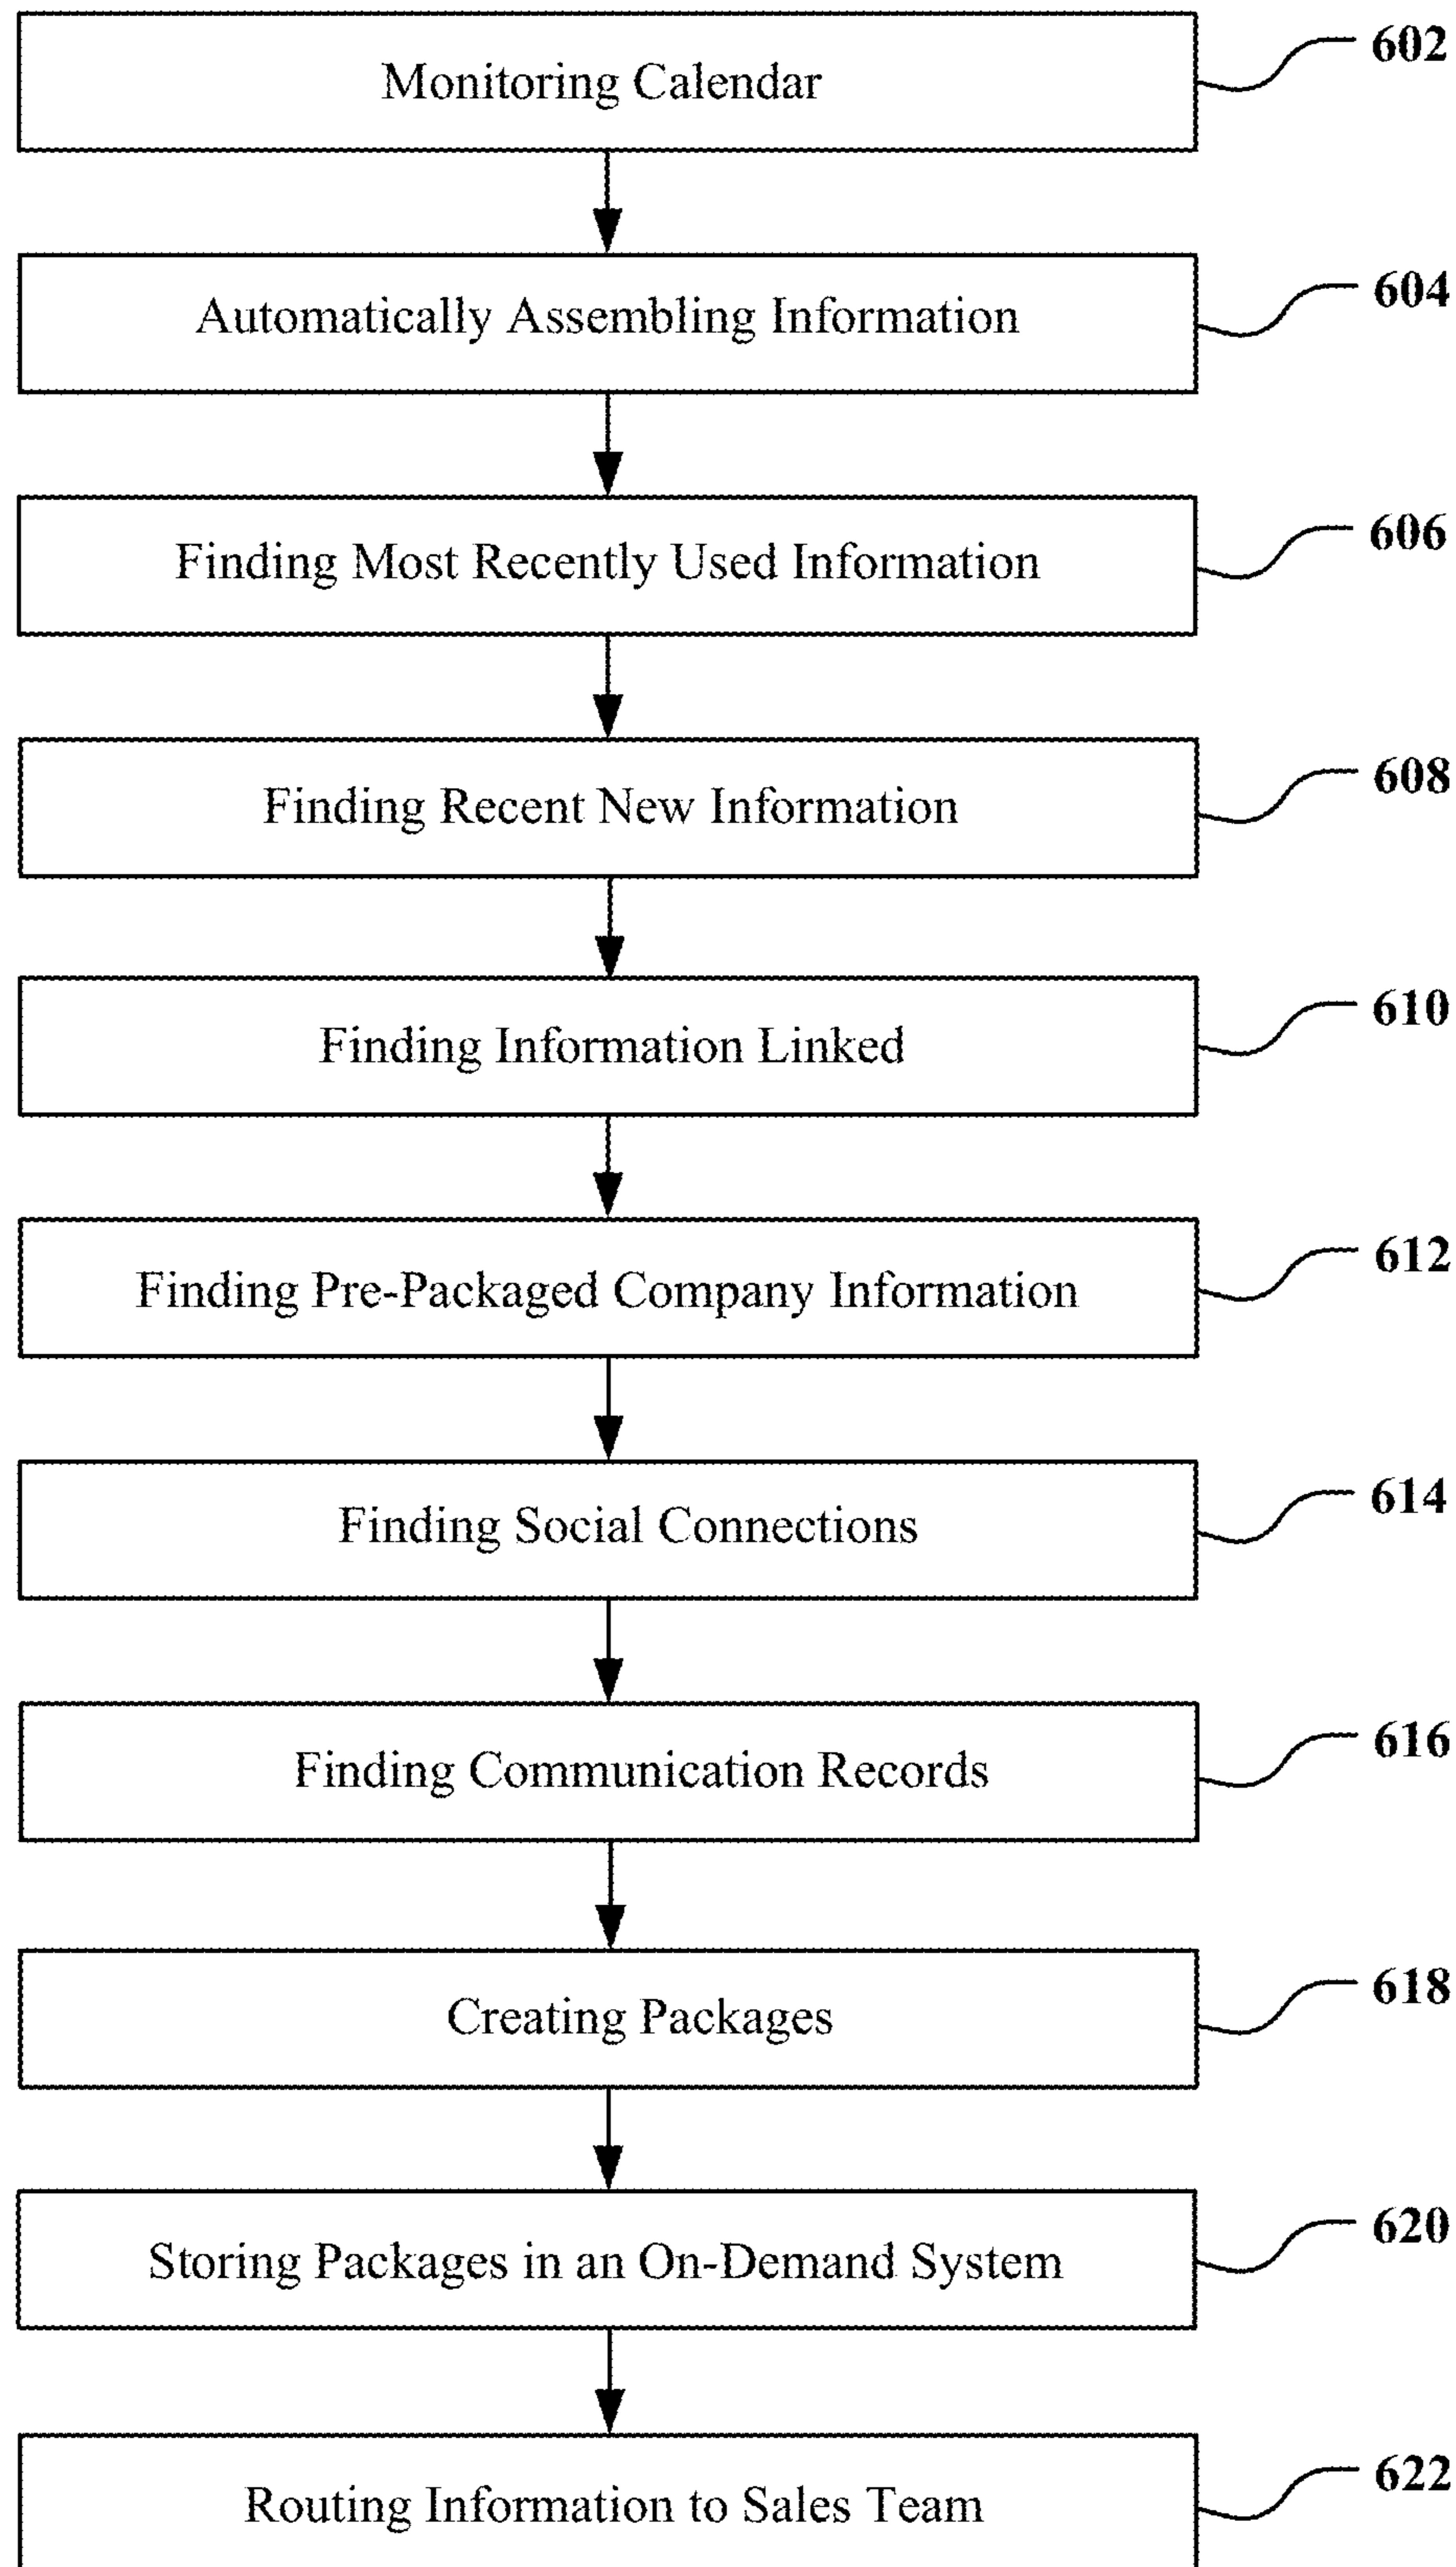 602
Monitoring Calendar
604
Automatically Assembling Information
606
Finding Most Recently Used Information
608
Finding Recent New Information
610
Finding Information Linked
612
Finding Pre-Packaged Company Information
614
Finding Social Connections
616
Finding Communication Records
618
Creating Packages
620
Storing Packages in an On-Demand System
622
Routing Information to Sales Team